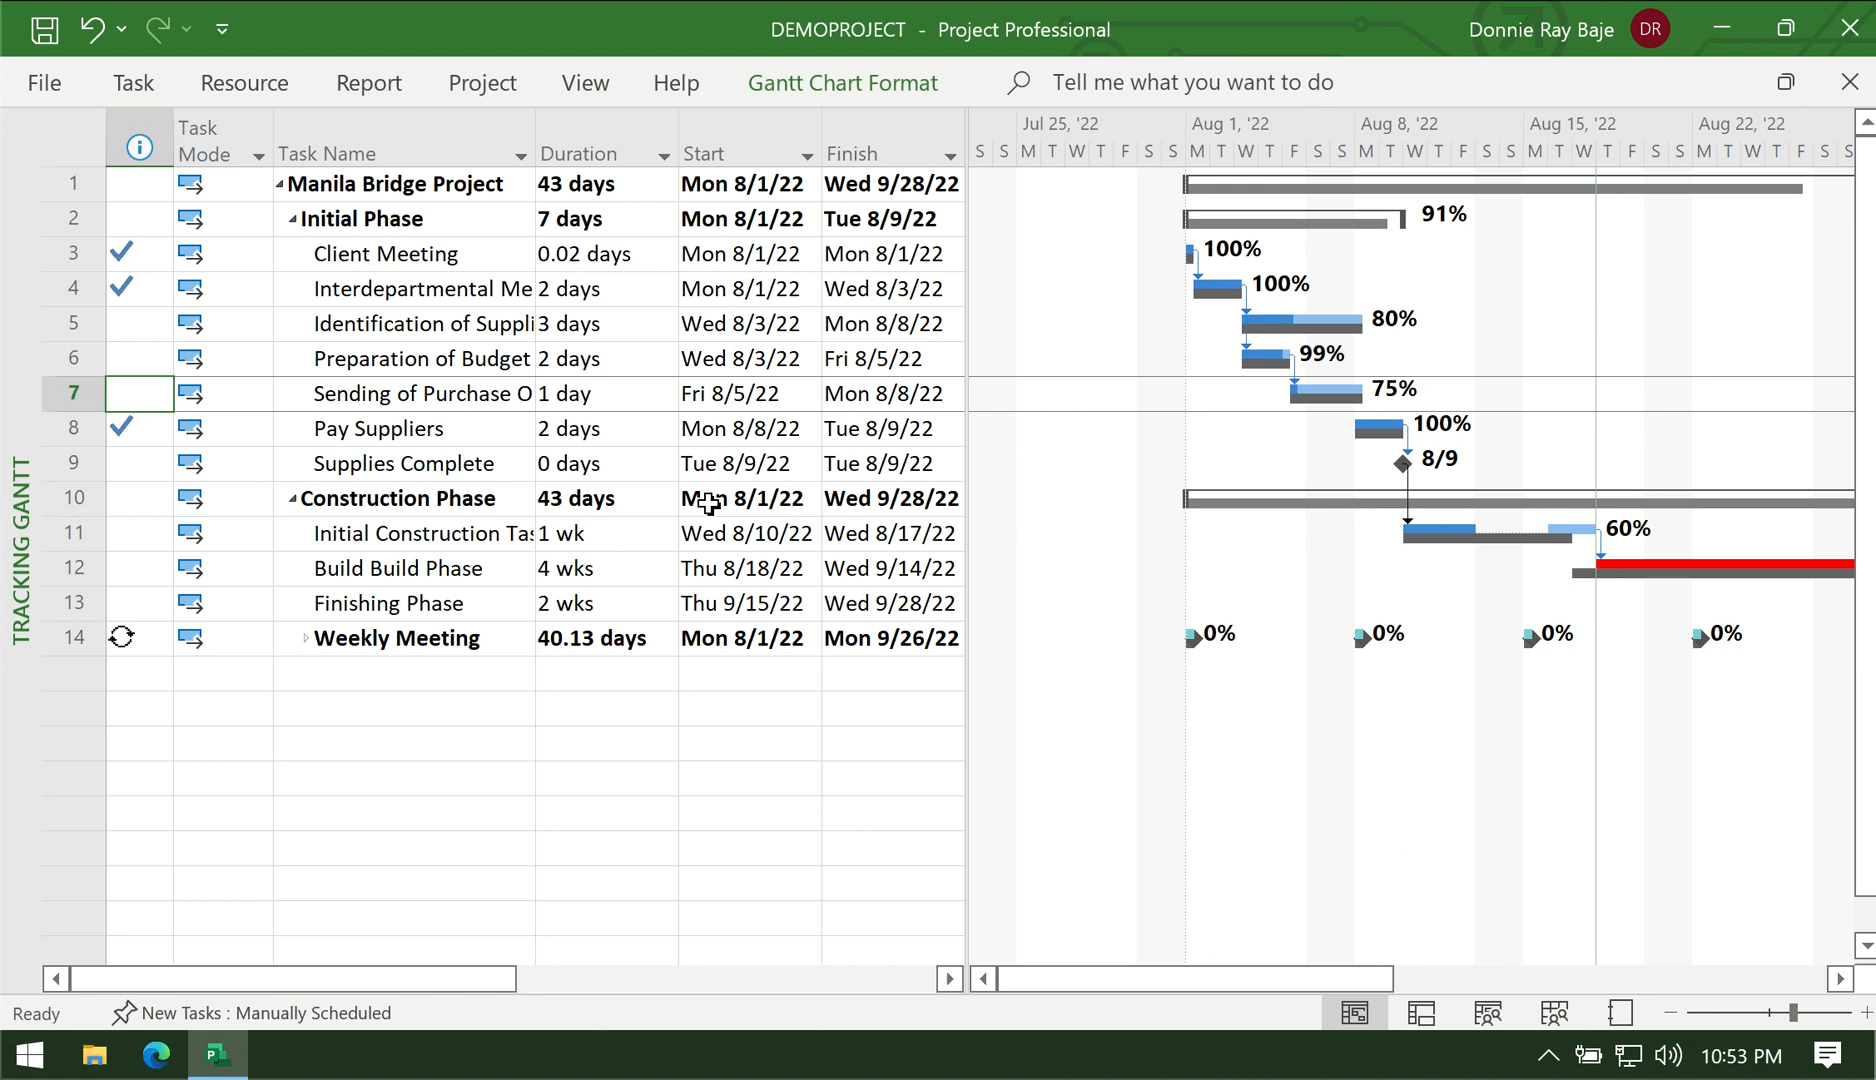 DEMOPROJECT - Project Professional
Donnie Ray Baje
DR
File Task Resource Report Project View Help Gantt Chart Format Tell me what you want to do
Task Mode Task Name Duration Start Finish
Jul 25, '22 Aug 1, '22 Aug 8, '22 Aug 15, '22 Aug 22, '22
S S M T W T F S S M T W T F S S M T W T F S S M T W T F S S M T W T F S S
1 Manila Bridge Project 43 days Mon 8/1/22 Wed 9/28/22
2 Initial Phase 7 days Mon 8/1/22 Tue 8/9/22 91%
3 Client Meeting 0.02 days Mon 8/1/22 Mon 8/1/22 100%
4 Interdepartmental Me 2 days Mon 8/1/22 Wed 8/3/22 100%
5 Identification of Suppli 3 days Wed 8/3/22 Mon 8/8/22 80%
6 Preparation of Budget 2 days Wed 8/3/22 Fri 8/5/22 99%
7 Sending of Purchase O 1 day Fri 8/5/22 Mon 8/8/22 75%
8 Pay Suppliers 2 days Mon 8/8/22 Tue 8/9/22 100%
9 Supplies Complete 0 days Tue 8/9/22 Tue 8/9/22 8/9
10 Construction Phase 43 days Mon 8/1/22 Wed 9/28/22
11 Initial Construction Tas 1 wk Wed 8/10/22 Wed 8/17/22 60%
12 Build Build Phase 4 wks Thu 8/18/22 Wed 9/14/22
13 Finishing Phase 2 wks Thu 9/15/22 Wed 9/28/22
14 Weekly Meeting 40.13 days Mon 8/1/22 Mon 9/26/22 0% 0% 0% 0%
TRACKING GANTT
Ready New Tasks : Manually Scheduled
10:53 PM